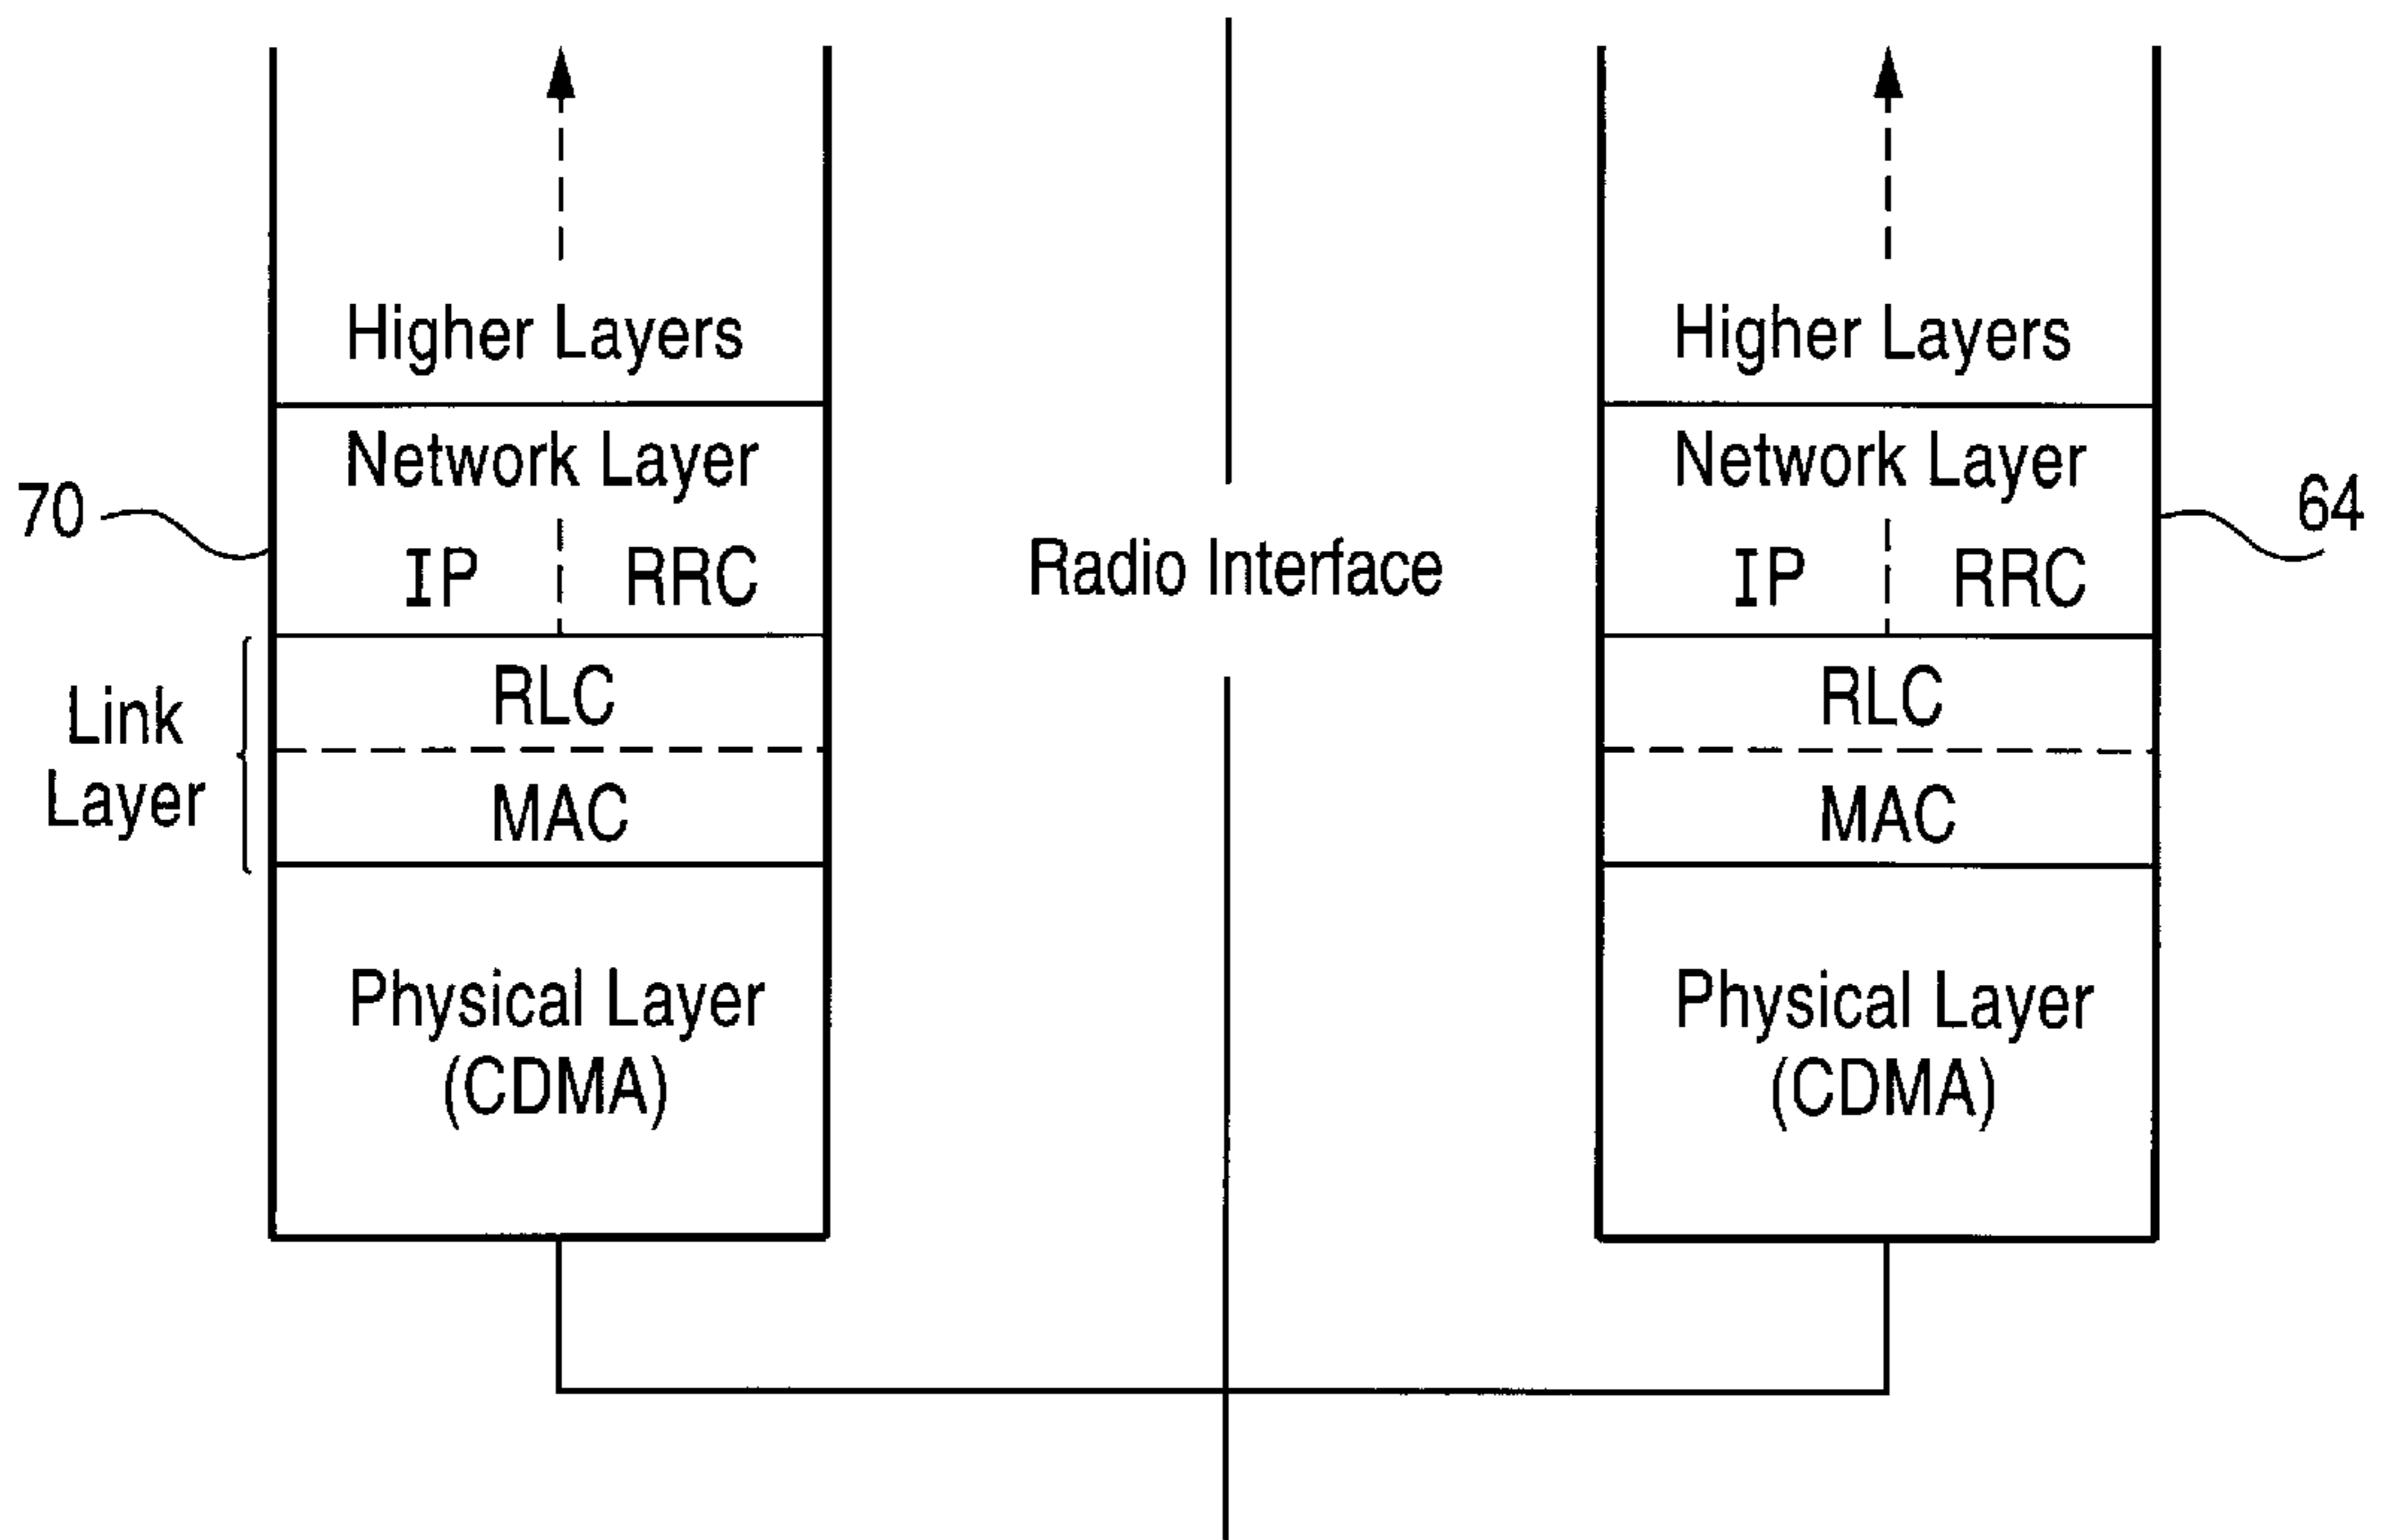 Higher Layers
Network Layer
IP RRC
RLC
MAC
Physical Layer
(CDMA)
70
Link
Layer
Radio Interface
Higher Layers
Network Layer
IP RRC
RLC
MAC
Physical Layer
(CDMA)
64